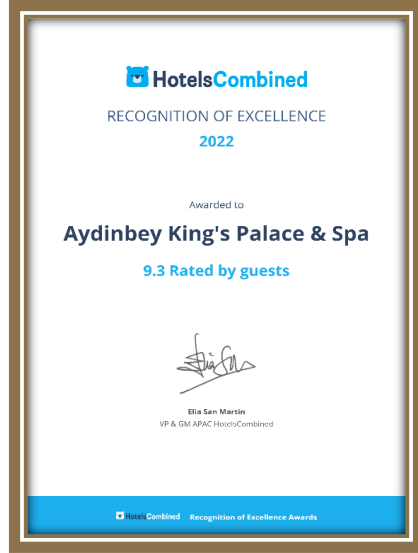 HotelsCombined
RECOGNITION OF EXCELLENCE
2022
Awarded to
Aydinbey King's Palace & Spa
9.3 Rated by guests
Elia San Martin
VP & GM APAC HotelsCombined
HotelsCombined Recognition of Excellence Awards